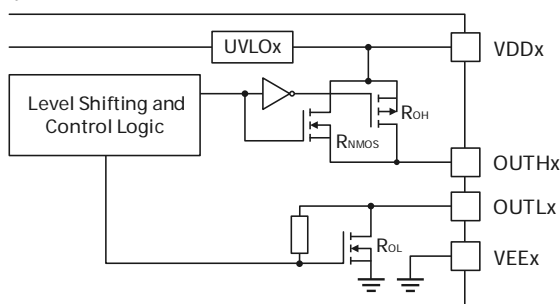 UVLOx
VDDx
Level Shifting and
Control Logic
ROH
RNMOS
OUTHx
OUTLx
ROL
VEEx